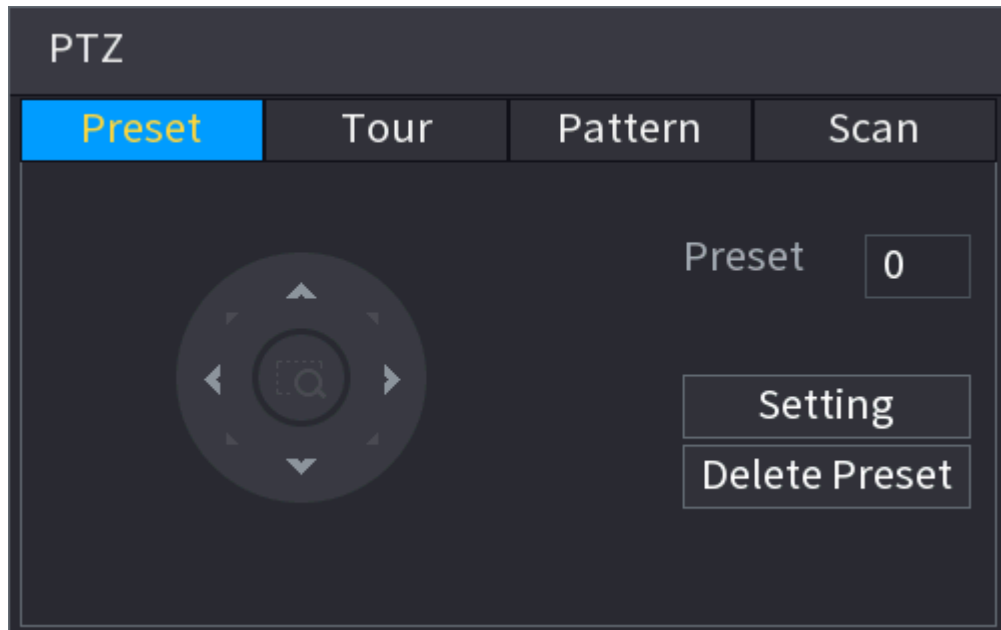 PTZ
Preset Tour Pattern Scan
Preset 0
Setting
Delete Preset